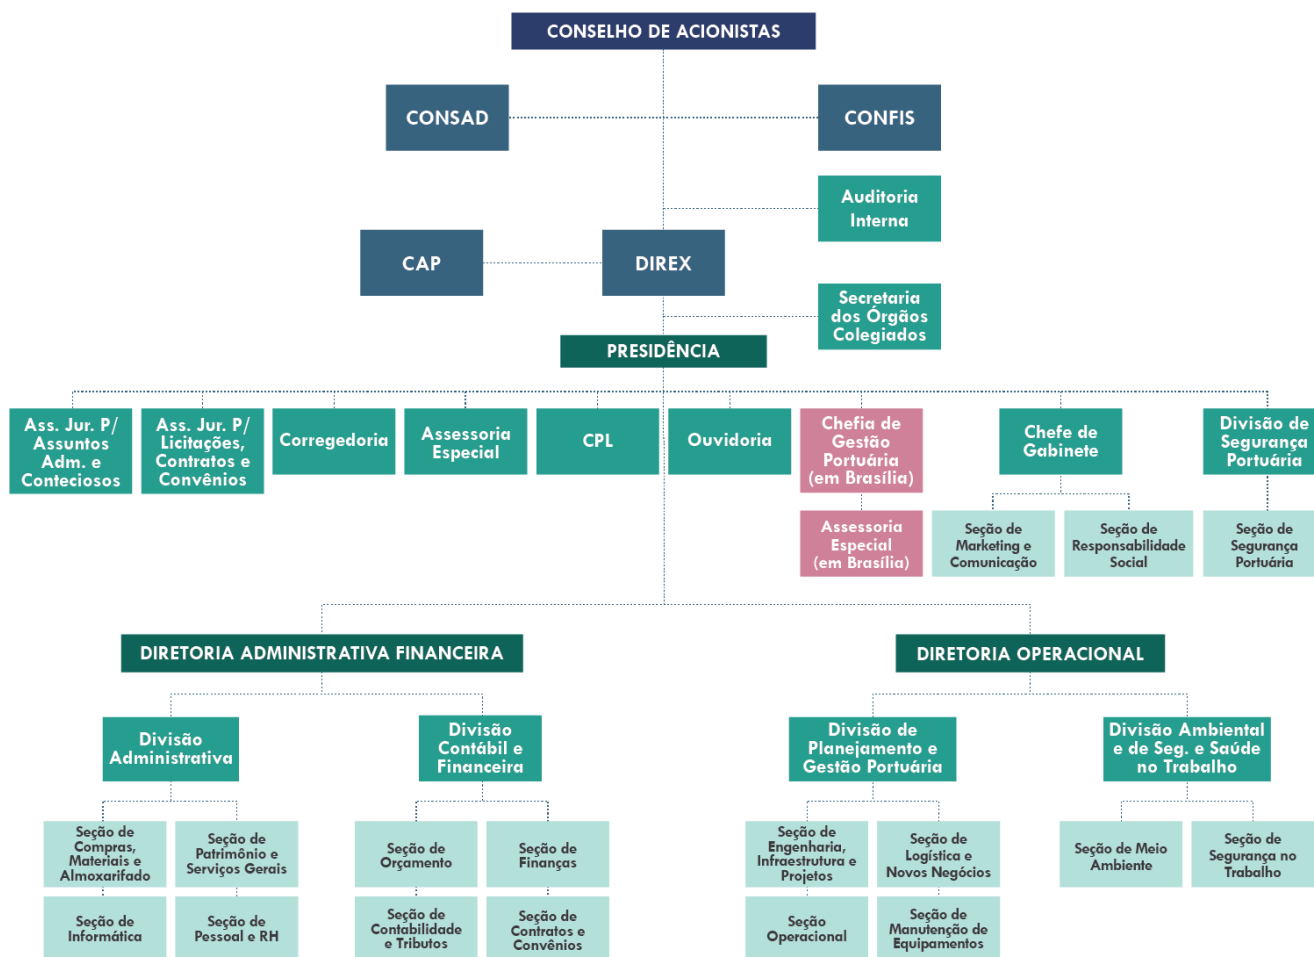 CONSELHO DE ACIONISTAS
CONSAD
CONFIS
Auditoria
Interna
CAP
DIREX
Secretaria
dos Órgãos
Colegiados
PRESIDÊNCIA
Ass. Jur. P/
Assuntos
Adm. e
Conteciosos
Ass. Jur. P/
Licitações,
Contratos e
Convênios
Corregedoria
Assessoria
Especial
CPL
Ouvidoria
Chefia de
Gestão
Portuária
(em Brasília)
Chefe de
Gabinete
Divisão de
Segurança
Portuária
Assessoria
Especial
(em Brasília)
Seção de
Marketing e
Comunicação
Seção de
Responsabilidade
Social
Seção de
Segurança
Portuária
DIRETORIA ADMINISTRATIVA FINANCEIRA
DIRETORIA OPERACIONAL
Divisão
Administrativa
Divisão
Contábil e
Financeira
Divisão de
Planejamento e
Gestão Portuária
Divisão Ambiental
e de Seg. e Saúde
no Trabalho
Seção de
Compras,
Materiais e
Almoxarifado
Seção de
Patrimônio e
Serviços Gerais
Seção de
Orçamento
Seção de
Finanças
Seção de
Engenharia,
Infraestrutura e
Projetos
Seção de
Logística e
Novos Negócios
Seção de Meio
Ambiente
Seção de
Segurança no
Trabalho
Seção de
Informática
Seção de
Pessoal e RH
Seção de
Contabilidade
e Tributos
Seção de
Contratos e
Convênios
Seção
Operacional
Seção de
Manutenção de
Equipamentos